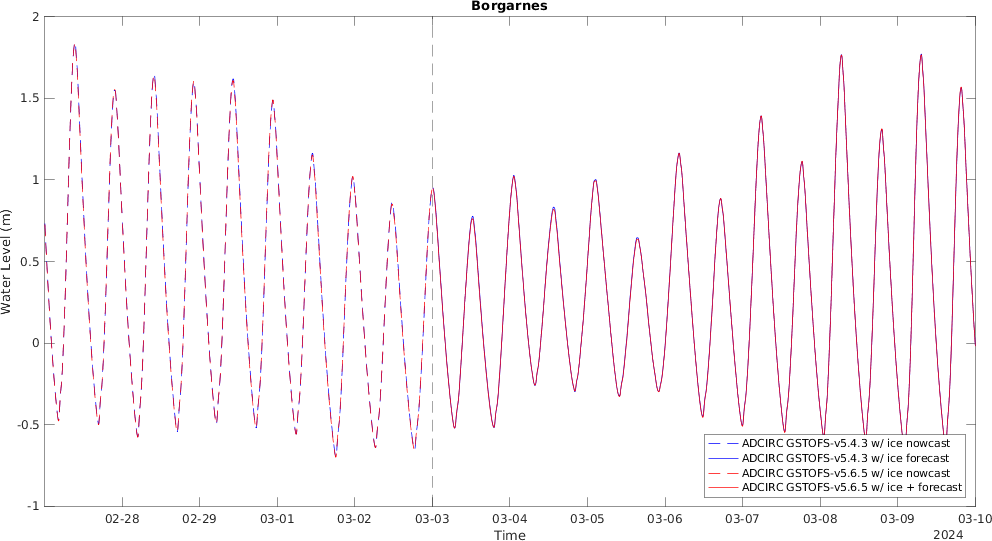 Borgarnes
2
1.5
1
0.5
0
-0.5
-1
Water Level (m)
02-28 02-29 03-01 03-02 03-03 03-04 03-05 03-06 03-07 03-08 03-09 03-10
Time
2024
ADCIRC GSTOFS-v5.4.3 w/ ice nowcast
ADCIRC GSTOFS-v5.4.3 w/ ice forecast
ADCIRC GSTOFS-v5.6.5 w/ ice nowcast
ADCIRC GSTOFS-v5.6.5 w/ ice + forecast